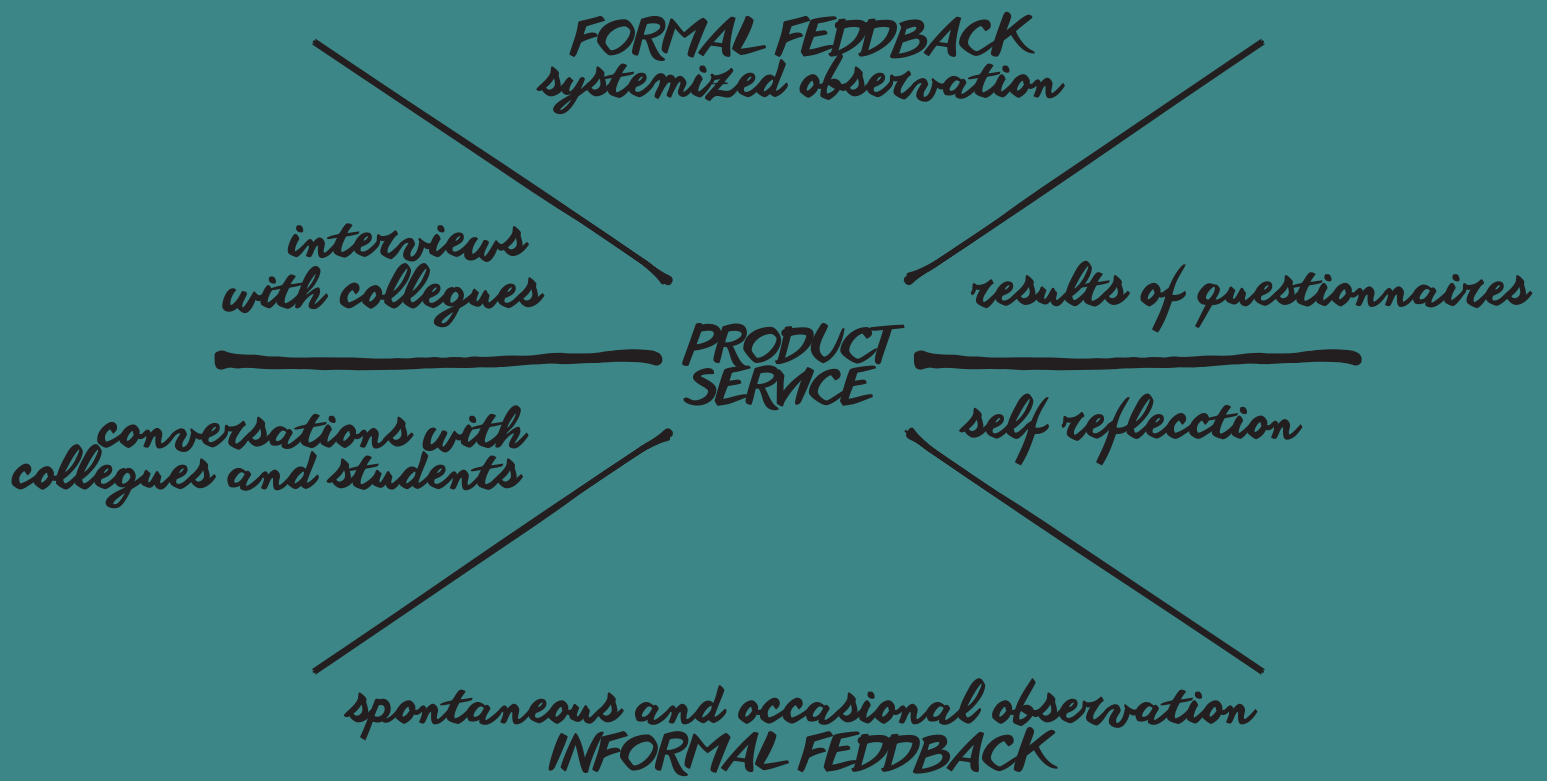 FORMAL FEDDBACK
systemized observation
interviews
with collegues
results of questionnaires
PRODUCT
SERVICE
conversations with
collegues and students
self reflecction
spontaneous and occasional observation
INFORMAL FEDDBACK